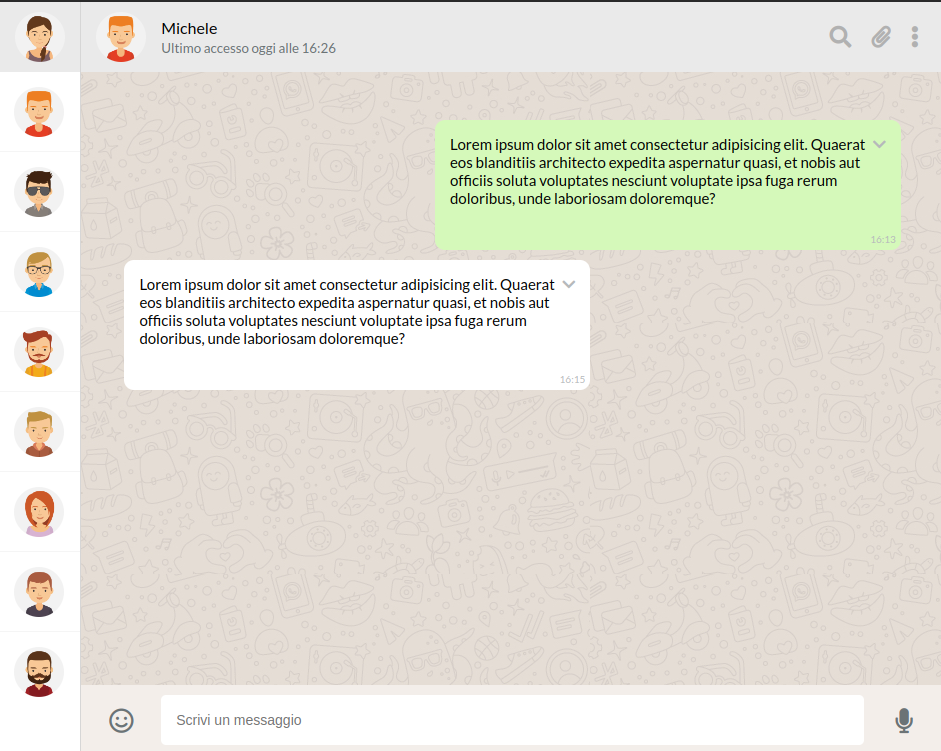 Michele
Ultimo accesso oggi alle 16:26
Lorem ipsum dolor sit amet consectetur adipisicing elit. Quaerat
eos blanditiis architecto expedita aspernatur quasi, et nobis aut
officiis soluta voluptates nesciunt voluptate ipsa fuga rerum
doloribus, unde laboriosam doloremque?
16:13
Lorem ipsum dolor sit amet consectetur adipisicing elit. Quaerat
eos blanditiis architecto expedita aspernatur quasi, et nobis aut
officiis soluta voluptates nesciunt voluptate ipsa fuga rerum
doloribus, unde laboriosam doloremque?
16:15
Scrivi un messaggio